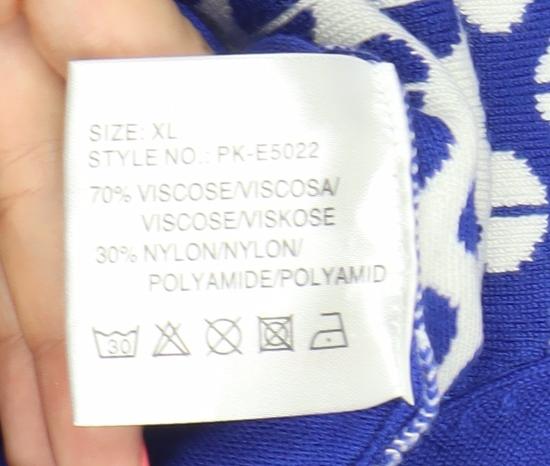 SIZE: XL
STYLE NO.: PK-E5022
70% VISCOSE/VISCOSA/
VISCOSE/VISKOSE
30% NYLON/NYLON/
POLYAMIDE/POLYAMID
30